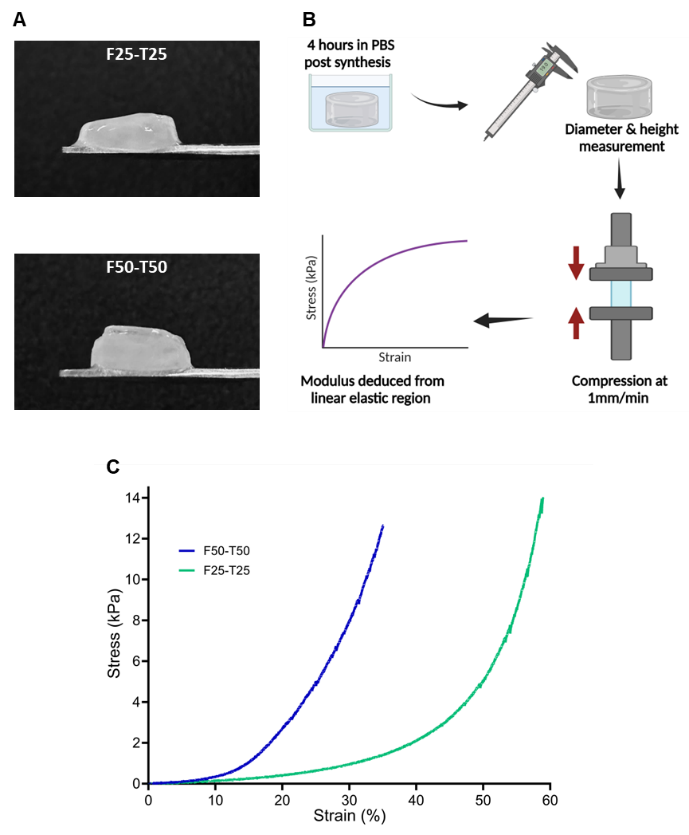 A
F25-T25
F50-T50
B
4 hours in PBS
post synthesis
Diameter & height
measurement
Compression at
1mm/min
Stress (kPa)
Strain
Modulus deduced from
linear elastic region
C
14
12
10
8
6
4
2
0
Stress (kPa)
F50-T50
F25-T25
0
10
20
30
40
50
60
Strain (%)